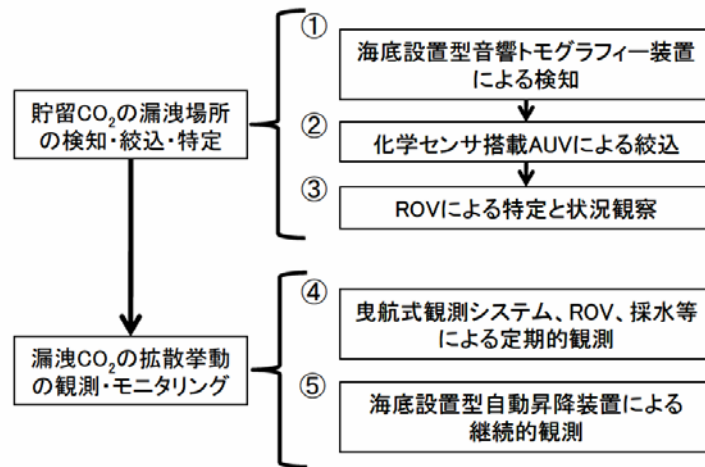 ①
海底設置型音響トモグラフィー装置
による検知
貯留CO₂の漏洩場所
の検知・絞込・特定
②
化学センサ搭載AUVによる絞込
③
ROVによる特定と状況観察
④
曳航式観測システム、ROV、採水等
による定期的観測
漏洩CO₂の拡散挙動
の観測・モニタリング
⑤
海底設置型自動昇降装置による
継続的観測